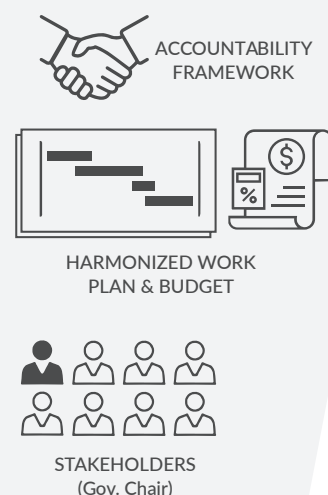 ACCOUNTABILITY
FRAMEWORK
$
%
HARMONIZED WORK
PLAN & BUDGET
STAKEHOLDERS
(Gov. Chair)